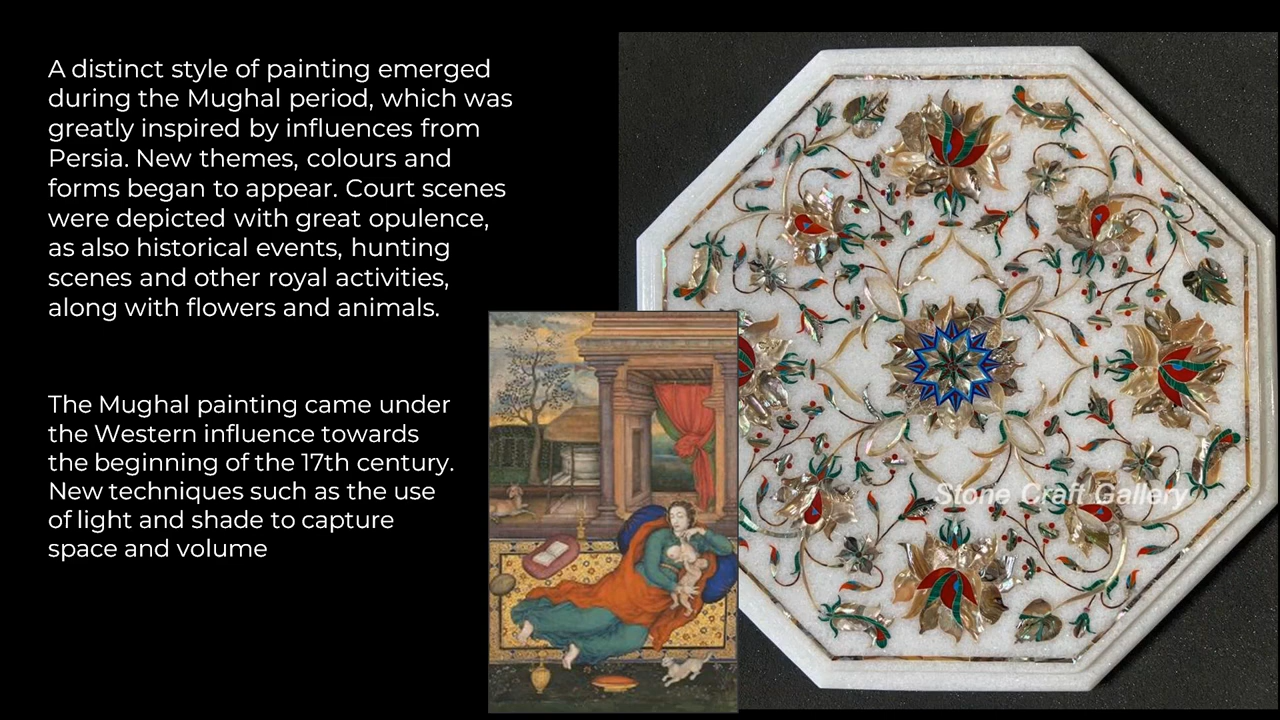 A distinct style of painting emerged
during the Mughal period, which was
greatly inspired by influences from
Persia. New themes, colours and
forms began to appear. Court scenes
were depicted with great opulence,
as also historical events, hunting
scenes and other royal activities,
along with flowers and animals.
The Mughal painting came under
the Western influence towards
the beginning of the 17th century.
New techniques such as the use
of light and shade to capture
space and volume
Stone Craft Gallery